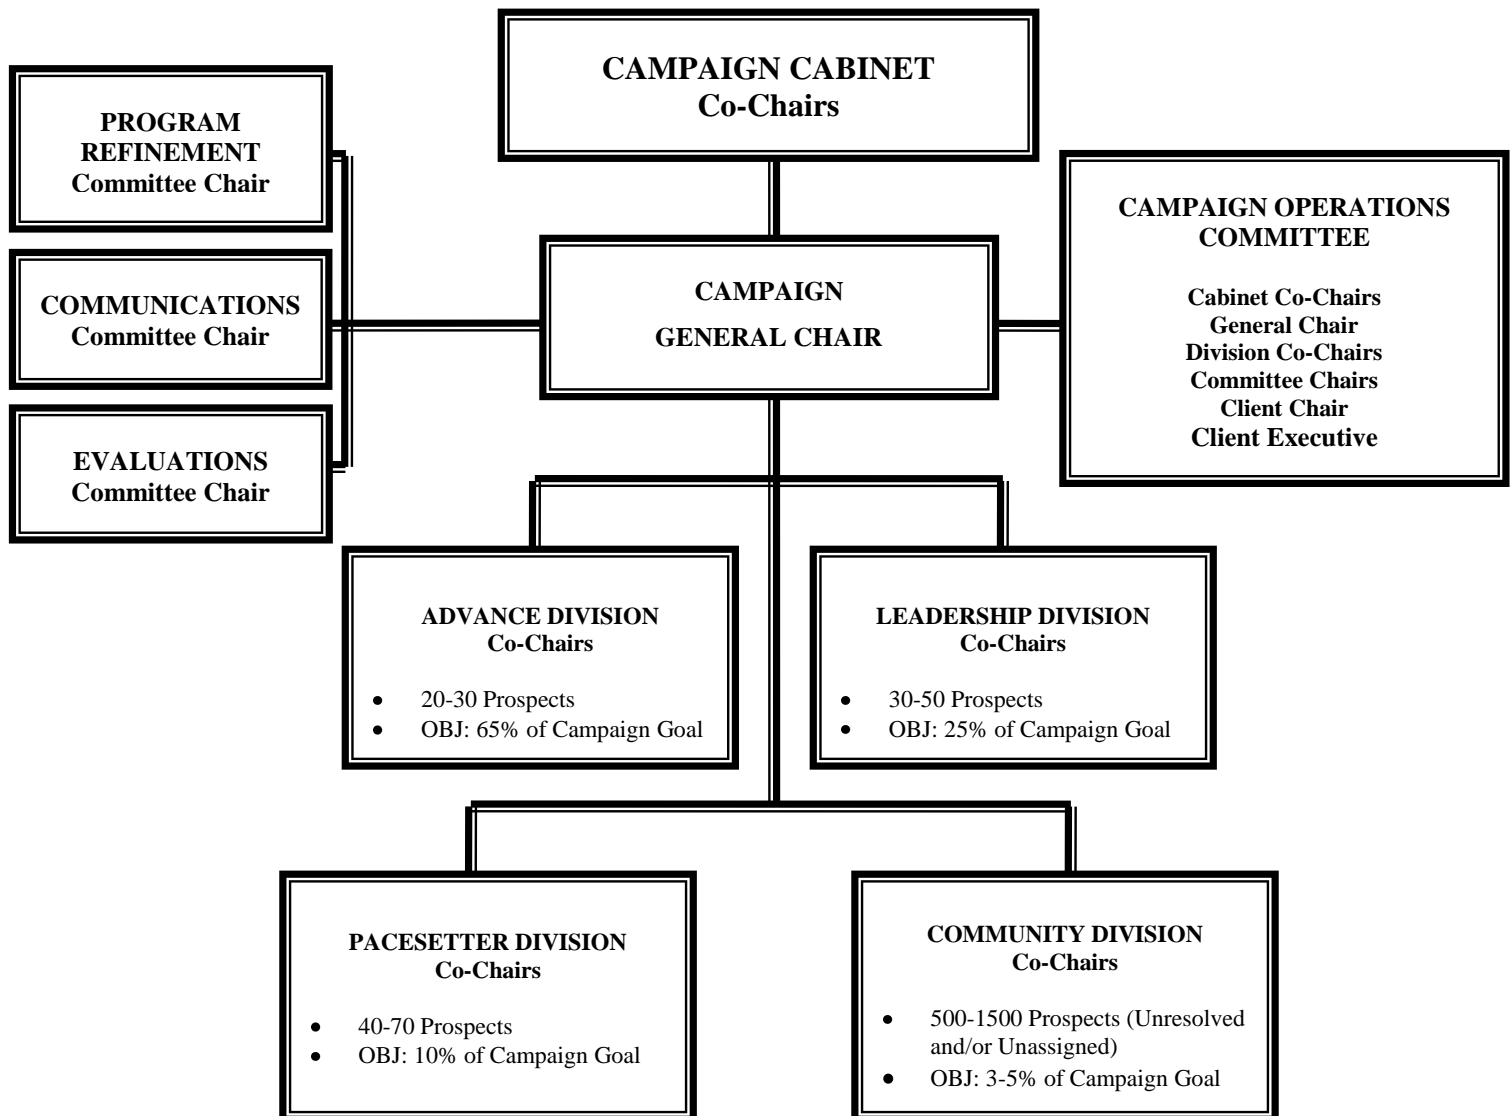 CAMPAIGN CABINET
Co-Chairs
PROGRAM
REFINEMENT
Committee Chair
COMMUNICATIONS
Committee Chair
EVALUATIONS
Committee Chair
CAMPAIGN
GENERAL CHAIR
CAMPAIGN OPERATIONS
COMMITTEE
Cabinet Co-Chairs
General Chair
Division Co-Chairs
Committee Chairs
Client Chair
Client Executive
ADVANCE DIVISION
Co-Chairs
• 20-30 Prospects
• OBJ: 65% of Campaign Goal
LEADERSHIP DIVISION
Co-Chairs
• 30-50 Prospects
• OBJ: 25% of Campaign Goal
PACESETTER DIVISION
Co-Chairs
• 40-70 Prospects
• OBJ: 10% of Campaign Goal
COMMUNITY DIVISION
Co-Chairs
• 500-1500 Prospects (Unresolved
and/or Unassigned)
• OBJ: 3-5% of Campaign Goal